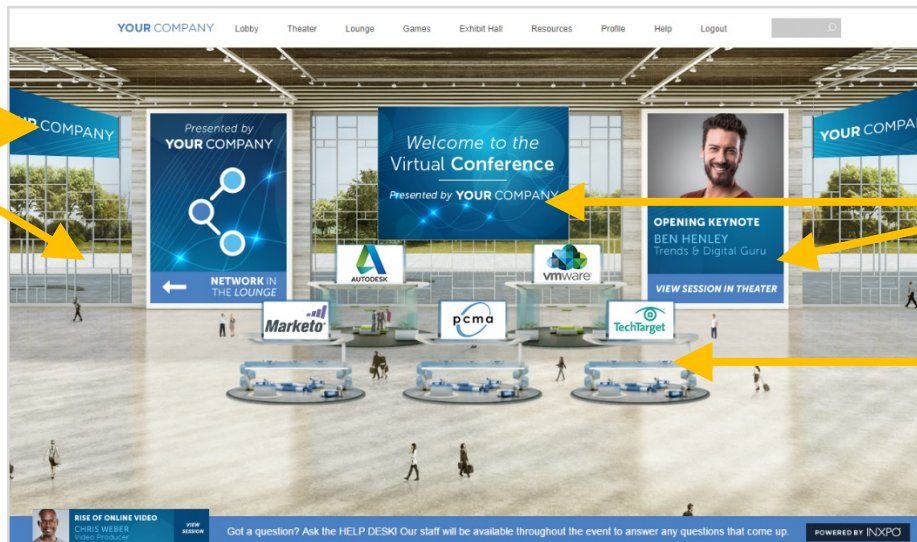 YOUR COMPANY Lobby Theater Lounge Games Exhibit Hall Resources Profile Help Logout
COMPANY
Presented by
YOUR COMPANY
NETWORK IN
THE LOUNGE
Welcome to the
Virtual Conference
Presented by YOUR COMPANY
OPENING KEYNOTE
BEN HENLEY
Trends & Digital Guru
VIEW SESSION IN THEATER
YOUR COMPA
AUTODESK
vmware
Marketo
pcma
TechTarget
RISE OF ONLINE VIDEO
CHRIS WEBER
Video Producer
VIEW
SESSION
Got a question? Ask the HELP DESK! Our staff will be available throughout the event to answer any questions that come up.
POWERED BY INXPO